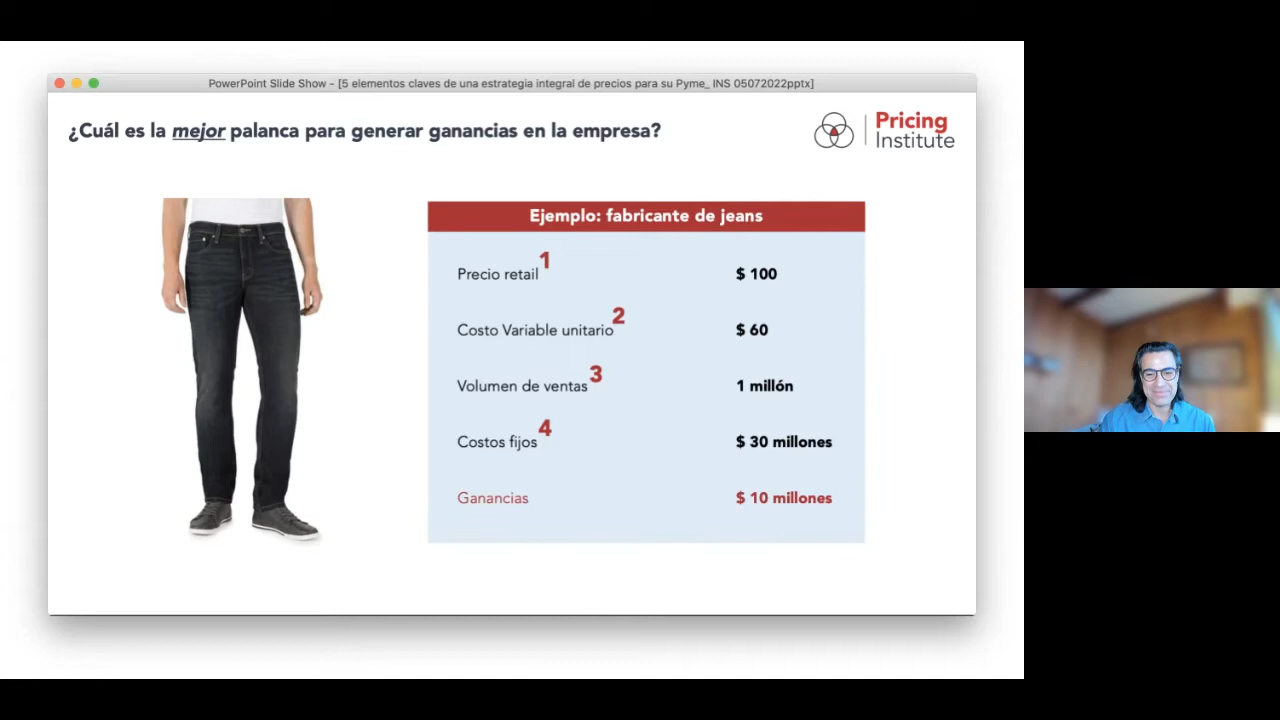 PowerPoint Slide Show - [5 elementos claves de una estrategia integral de precios para su Pyme_ INS 05072022pptx]
¿Cuál es la mejor palanca para generar ganancias en la empresa?
Pricing
Institute
Ejemplo: fabricante de jeans
Precio retail 1 $ 100
Costo Variable unitario 2 $ 60
Volumen de ventas 3 1 millón
Costos fijos 4 $ 30 millones
Ganancias $ 10 millones